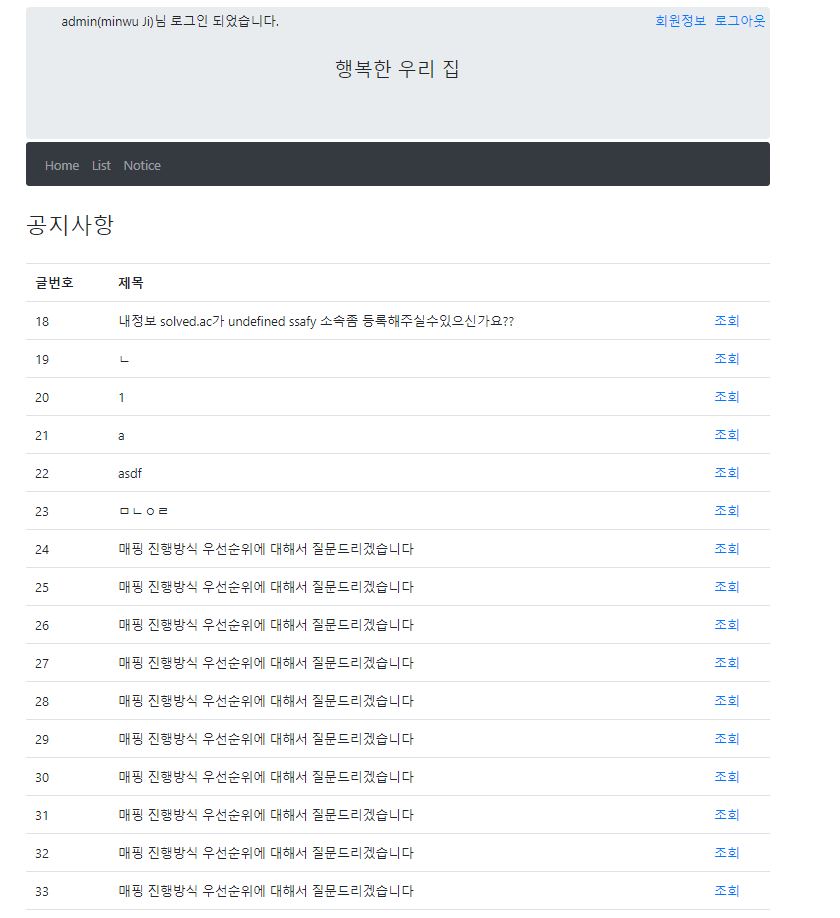 admin(minwu Ji)님 로그인 되었습니다. 회원정보 로그아웃
행복한 우리 집
Home List Notice
공지사항
글번호 제목
18 내정보 solved.ac가 undefined ssafy 소속좀 등록해주실수있으신가요?? 조회
19 ㄴ 조회
20 1 조회
21 a 조회
22 asdf 조회
23 ㅁㄴㅇㄹ 조회
24 매핑 진행방식 우선순위에 대해서 질문드리겠습니다 조회
25 매핑 진행방식 우선순위에 대해서 질문드리겠습니다 조회
26 매핑 진행방식 우선순위에 대해서 질문드리겠습니다 조회
27 매핑 진행방식 우선순위에 대해서 질문드리겠습니다 조회
28 매핑 진행방식 우선순위에 대해서 질문드리겠습니다 조회
29 매핑 진행방식 우선순위에 대해서 질문드리겠습니다 조회
30 매핑 진행방식 우선순위에 대해서 질문드리겠습니다 조회
31 매핑 진행방식 우선순위에 대해서 질문드리겠습니다 조회
32 매핑 진행방식 우선순위에 대해서 질문드리겠습니다 조회
33 매핑 진행방식 우선순위에 대해서 질문드리겠습니다 조회